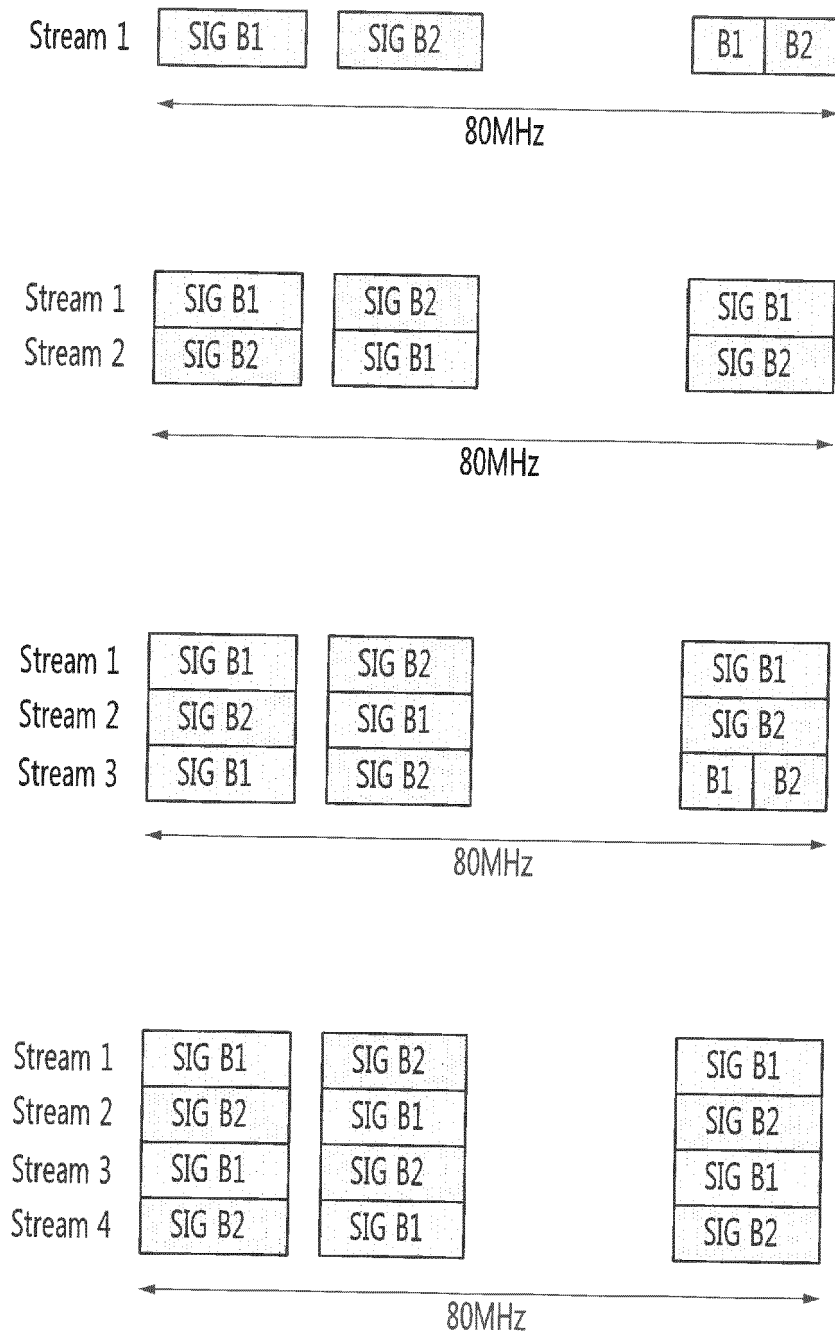 Stream 1 SIG B1 SIG B2 B1 B2
80MHz
Stream 1 SIG B1 SIG B2 SIG B1
Stream 2 SIG B2 SIG B1 SIG B2
80MHz
Stream 1 SIG B1 SIG B2 SIG B1
Stream 2 SIG B2 SIG B1 SIG B2
Stream 3 SIG B1 SIG B2 B1 B2
80MHz
Stream 1 SIG B1 SIG B2 SIG B1
Stream 2 SIG B2 SIG B1 SIG B2
Stream 3 SIG B1 SIG B2 SIG B1
Stream 4 SIG B2 SIG B1 SIG B2
80MHz